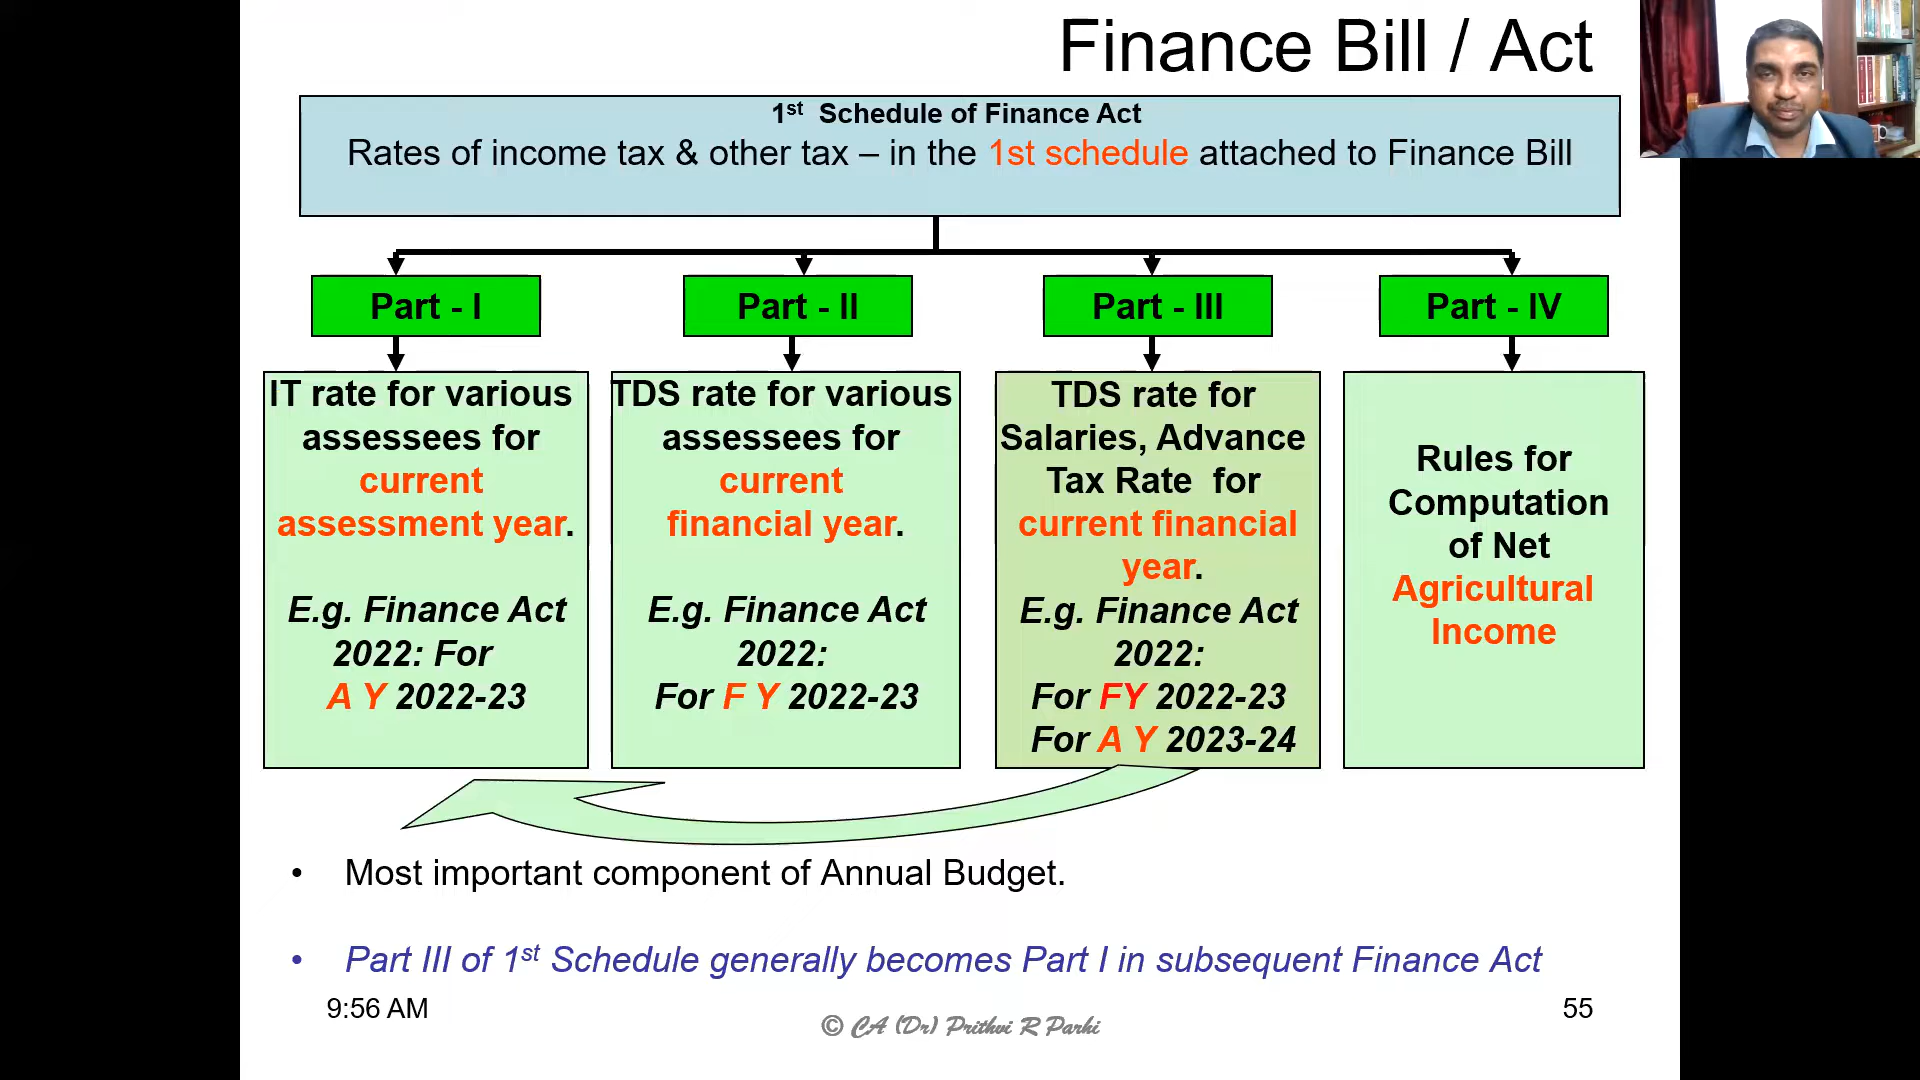 Finance Bill / Act
1st Schedule of Finance Act
Rates of income tax & other tax – in the 1st schedule attached to Finance Bill
Part - I
Part - II
Part - III
Part - IV
IT rate for various
assessees for
current
assessment year.
E.g. Finance Act
2022: For
A Y 2022-23
TDS rate for various
assessees for
current
financial year.
E.g. Finance Act
2022:
For F Y 2022-23
TDS rate for
Salaries, Advance
Tax Rate for
current financial
year.
E.g. Finance Act
2022:
For FY 2022-23
For A Y 2023-24
Rules for
Computation
of Net
Agricultural
Income
• Most important component of Annual Budget.
• Part III of 1st Schedule generally becomes Part I in subsequent Finance Act
9:56 AM
© CA (Dr) Prithvi R Parhi
55